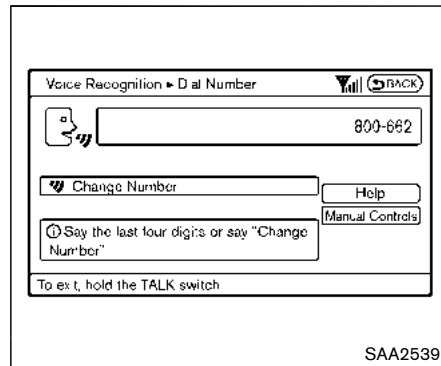 Voice Recognition ▸ Dial Number
BACK
800-662
Change Number
Help
Manual Controls
Say the last four digits or say "Change
Number"
To exit, hold the TALK switch
SAA2539